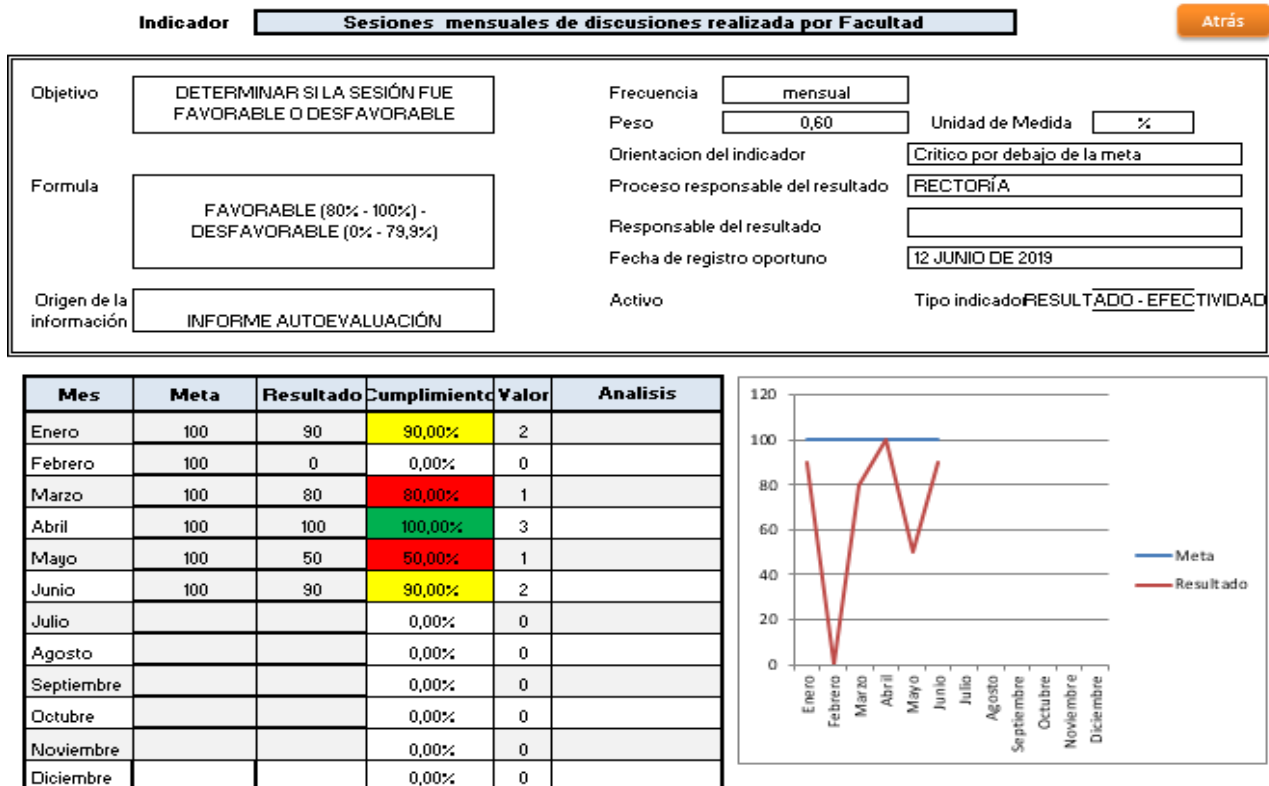 Indicador Sesiones mensuales de discusiones realizada por Facultad Atrás
Objetivo DETERMINAR SI LA SESIÓN FUE
FAVORABLE O DESFAVORABLE
Frecuencia mensual
Peso 0,60 Unidad de Medida %
Orientacion del indicador Critico por debajo de la meta
Formula FAVORABLE (80% - 100%) -
DESFAVORABLE (0% - 79,9%)
Proceso responsable del resultado RECTORÍA
Responsable del resultado
Fecha de registro oportuno 12 JUNIO DE 2019
Origen de la
información INFORME AUTOEVALUACIÓN
Activo Tipo indicador RESULTADO - EFECTIVIDAD
Mes Meta Resultado Cumplimiento Valor Analisis
Enero 100 90 90,00% 2
Febrero 100 0 0,00% 0
Marzo 100 80 80,00% 1
Abril 100 100 100,00% 3
Mayo 100 50 50,00% 1
Junio 100 90 90,00% 2
Julio 0,00% 0
Agosto 0,00% 0
Septiembre 0,00% 0
Octubre 0,00% 0
Noviembre 0,00% 0
Diciembre 0,00% 0
120
100
80
60
40
20
0
Enero
Febrero
Marzo
Abril
Mayo
Junio
Julio
Agosto
Septiembre
Octubre
Noviembre
Diciembre
Meta
Resultado